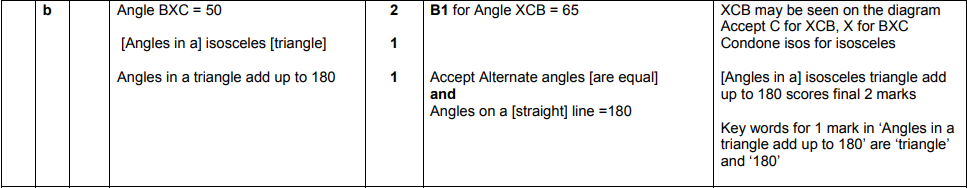 b
Angle BXC = 50
2
B1 for Angle XCB = 65
XCB may be seen on the diagram
Accept C for XCB, X for BXC
[Angles in a] isosceles [triangle]
1
Condone isos for isosceles
Angles in a triangle add up to 180
1
Accept Alternate angles [are equal]
and
Angles on a [straight] line =180
[Angles in a] isosceles triangle add
up to 180 scores final 2 marks
Key words for 1 mark in ‘Angles in a
triangle add up to 180’ are ‘triangle’
and ‘180’